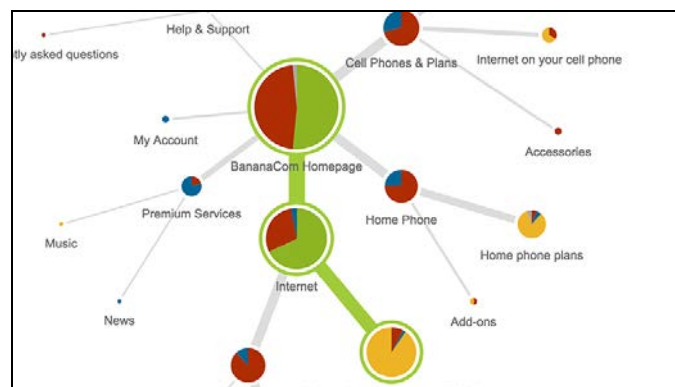 Help & Support
tly asked questions
Cell Phones & Plans
Internet on your cell phone
My Account
Accessories
BananaCom Homepage
Premium Services
Home Phone
Music
Home phone plans
Internet
News
Add-ons